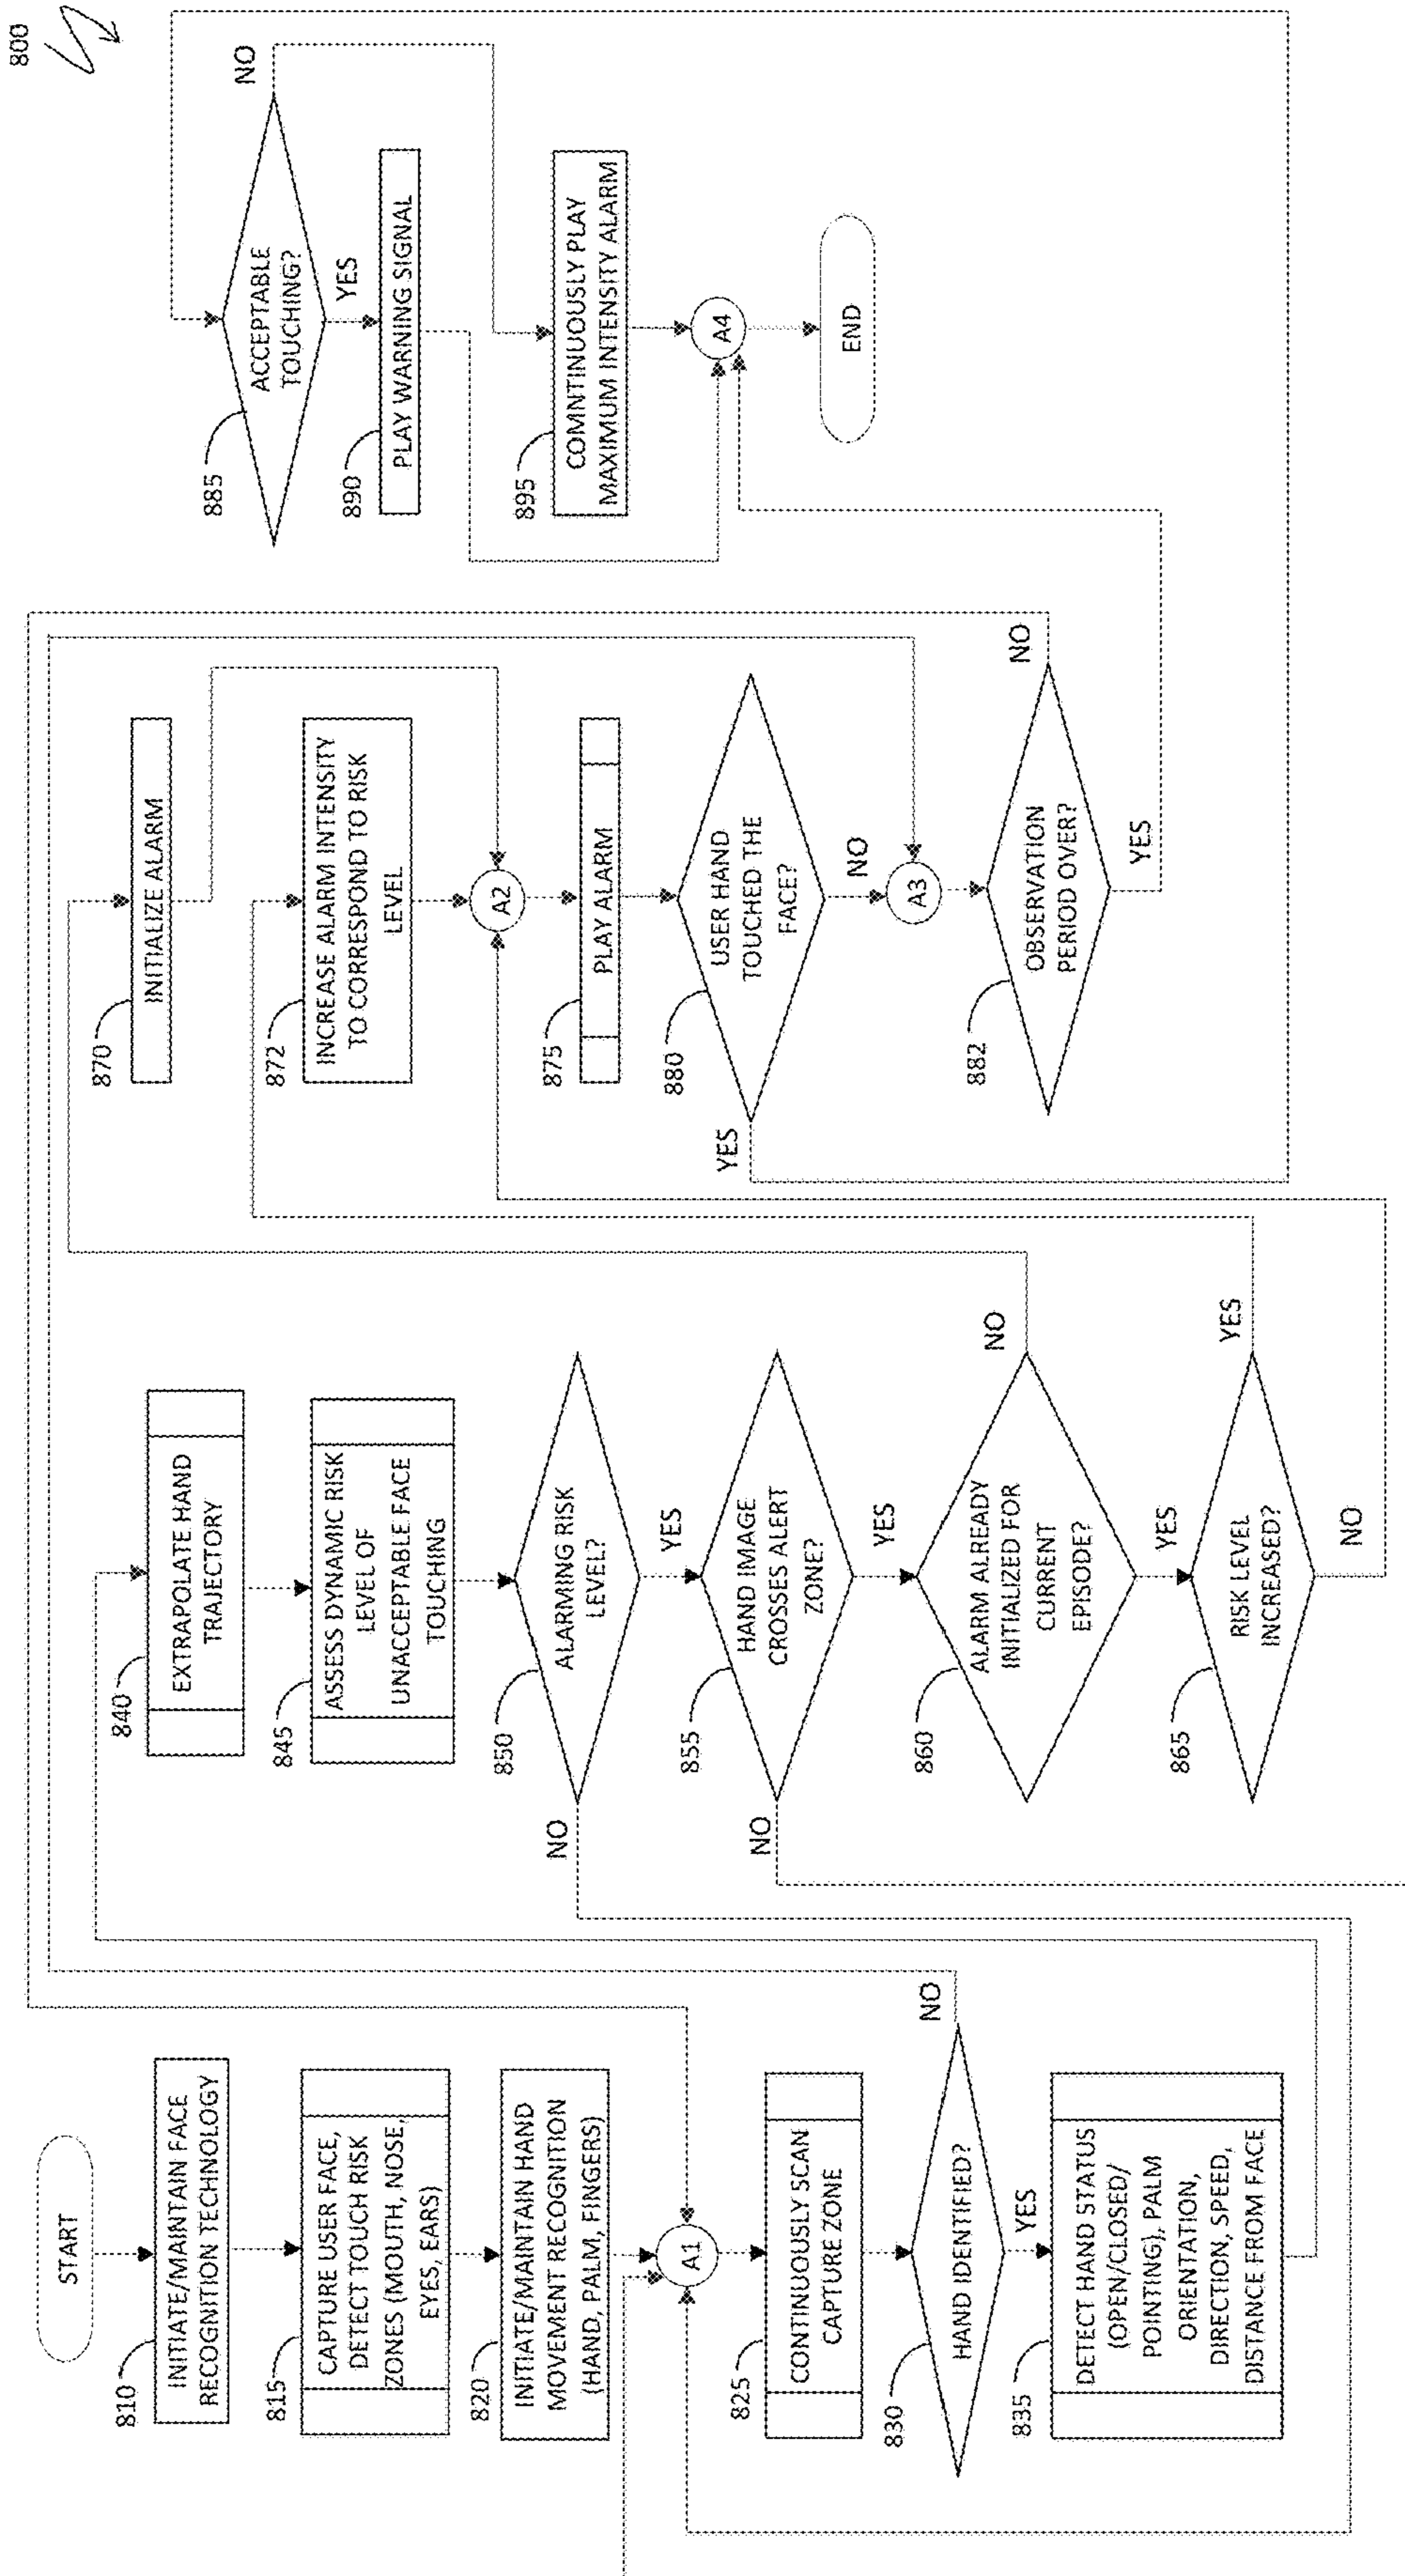 800
START
810
INITIATE/MAINTAIN FACE
RECOGNITION TECHNOLOGY
815
CAPTURE USER FACE,
DETECT TOUCH RISK
ZONES (MOUTH, NOSE,
EYES, EARS)
820
INITIATE/MAINTAIN HAND
MOVEMENT RECOGNITION
(HAND, PALM, FINGERS)
A1
825
CONTINUOUSLY SCAN
CAPTURE ZONE
830
HAND IDENTIFIED?
NO
YES
835
DETECT HAND STATUS
(OPEN/CLOSED/
POINTING), PALM
ORIENTATION,
DIRECTION, SPEED,
DISTANCE FROM FACE
840
EXTRAPOLATE HAND
TRAJECTORY
845
ASSESS DYNAMIC RISK
LEVEL OF
UNACCEPTABLE FACE
TOUCHING
850
ALARMING RISK
LEVEL?
NO
YES
855
HAND IMAGE
CROSSES ALERT
ZONE?
NO
YES
860
ALARM ALREADY
INITIALIZED FOR
CURRENT
EPISODE?
NO
YES
865
RISK LEVEL
INCREASED?
YES
NO
870
INITIALIZE ALARM
872
INCREASE ALARM INTENSITY
TO CORRESPOND TO RISK
LEVEL
A2
875
PLAY ALARM
880
USER HAND
TOUCHED THE
FACE?
YES
NO
A3
882
OBSERVATION
PERIOD OVER?
NO
YES
885
ACCEPTABLE
TOUCHING?
NO
YES
890
PLAY WARNING SIGNAL
895
COMNTINUOUSLY PLAY
MAXIMUM INTENSITY ALARM
A4
END